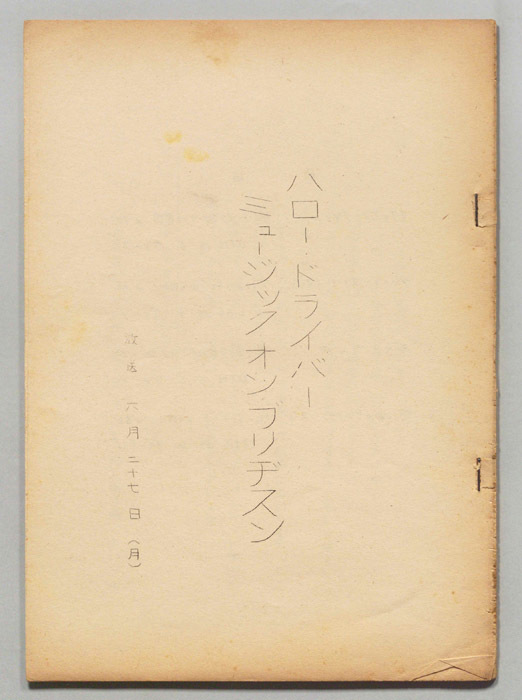 ハロー・ドライバー
ミュージックオンブリヂスン
放送 六月二十七日(月)